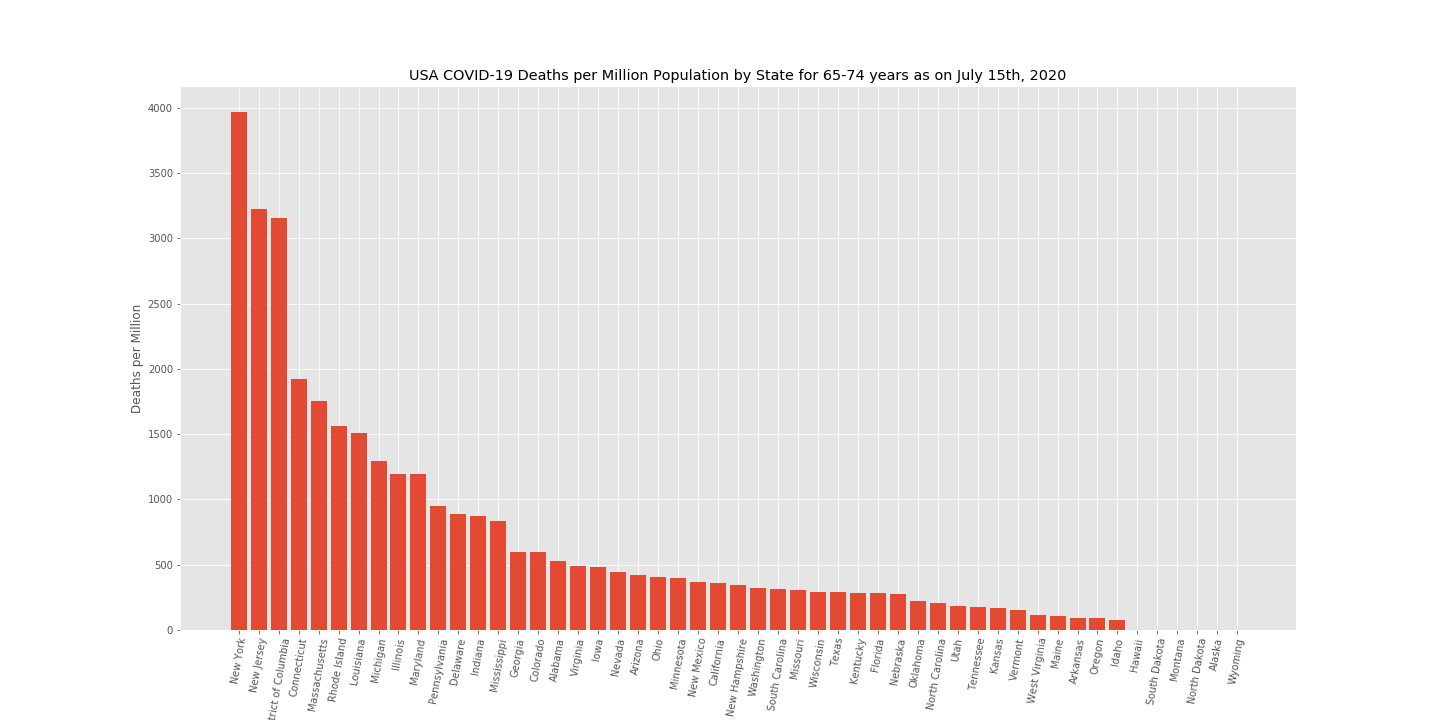 USA COVID-19 Deaths per Million Population by State for 65-74 years as on July 15th, 2020
Deaths per Million
4000
3500
3000
2500
2000
1500
1000
500
0
New York
New Jersey
trict of Columbia
Connecticut
Massachusetts
Rhode Island
Louisiana
Michigan
Illinois
Maryland
Pennsylvania
Delaware
Indiana
Mississippi
Georgia
Colorado
Alabama
Virginia
Iowa
Nevada
Arizona
Ohio
Minnesota
New Mexico
California
New Hampshire
Washington
South Carolina
Missouri
Wisconsin
Texas
Kentucky
Florida
Nebraska
Oklahoma
North Carolina
Utah
Tennessee
Kansas
Vermont
West Virginia
Maine
Arkansas
Oregon
Idaho
Hawaii
South Dakota
Montana
North Dakota
Alaska
Wyoming